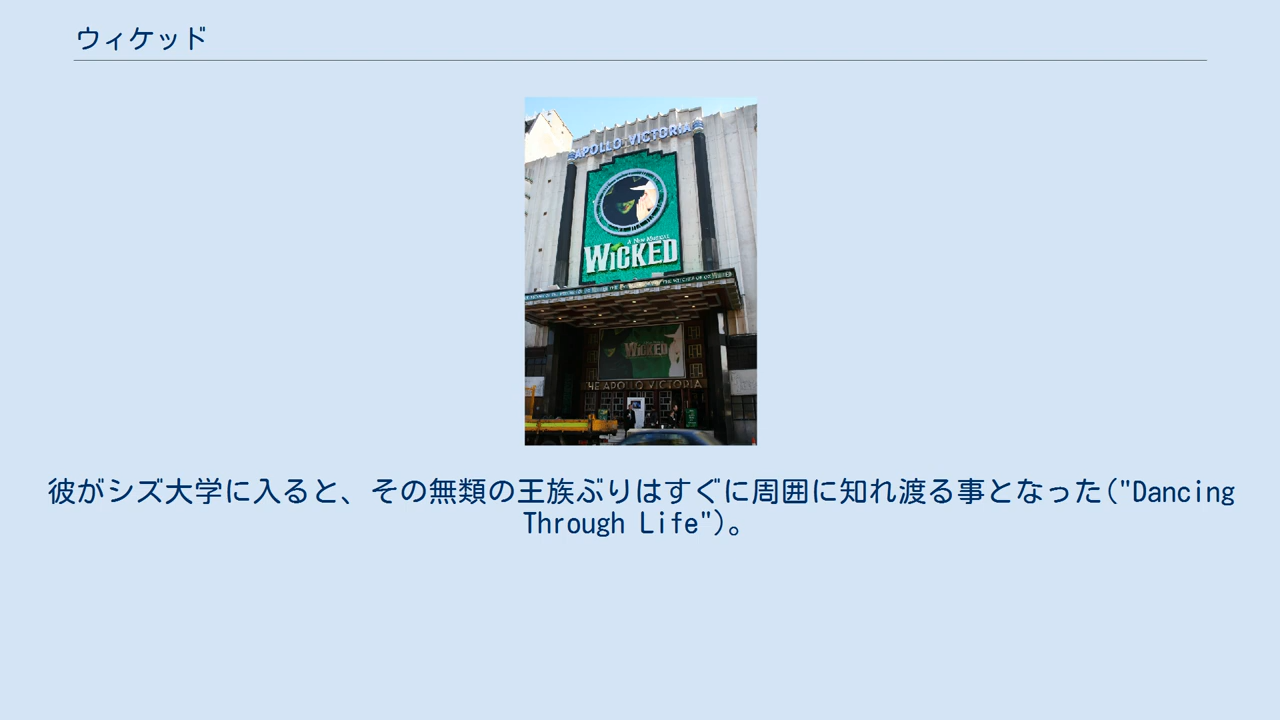 ウィケッド
APOLLO VICTORIA
A NEW MUSICAL
WICKED
WICKED
THE APOLLO VICTORIA
彼がシズ大学に入ると、その無類の王族ぶりはすぐに周囲に知れ渡る事となった("Dancing
Through Life")。